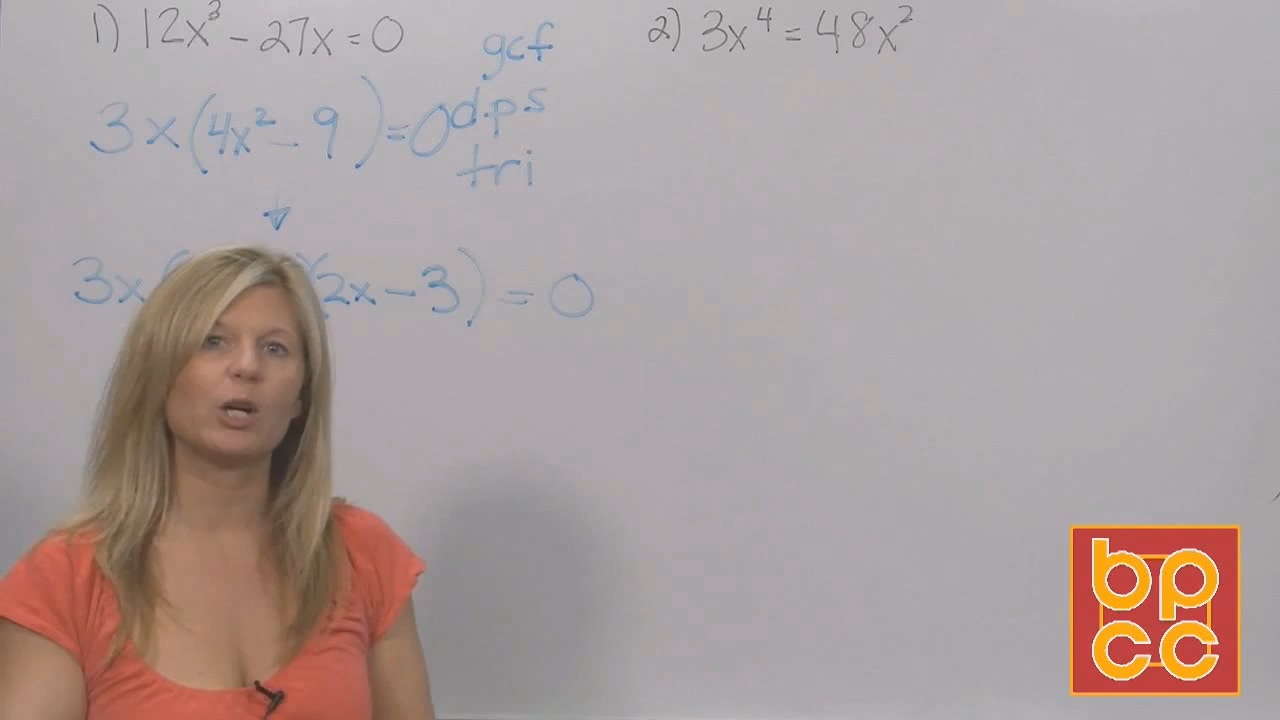 1) 12x³ - 27x = 0
gcf
3x(4x² - 9) = 0
d.p.s
tri
3x( )(2x - 3) = 0
2) 3x⁴ = 48x²
bp
cc